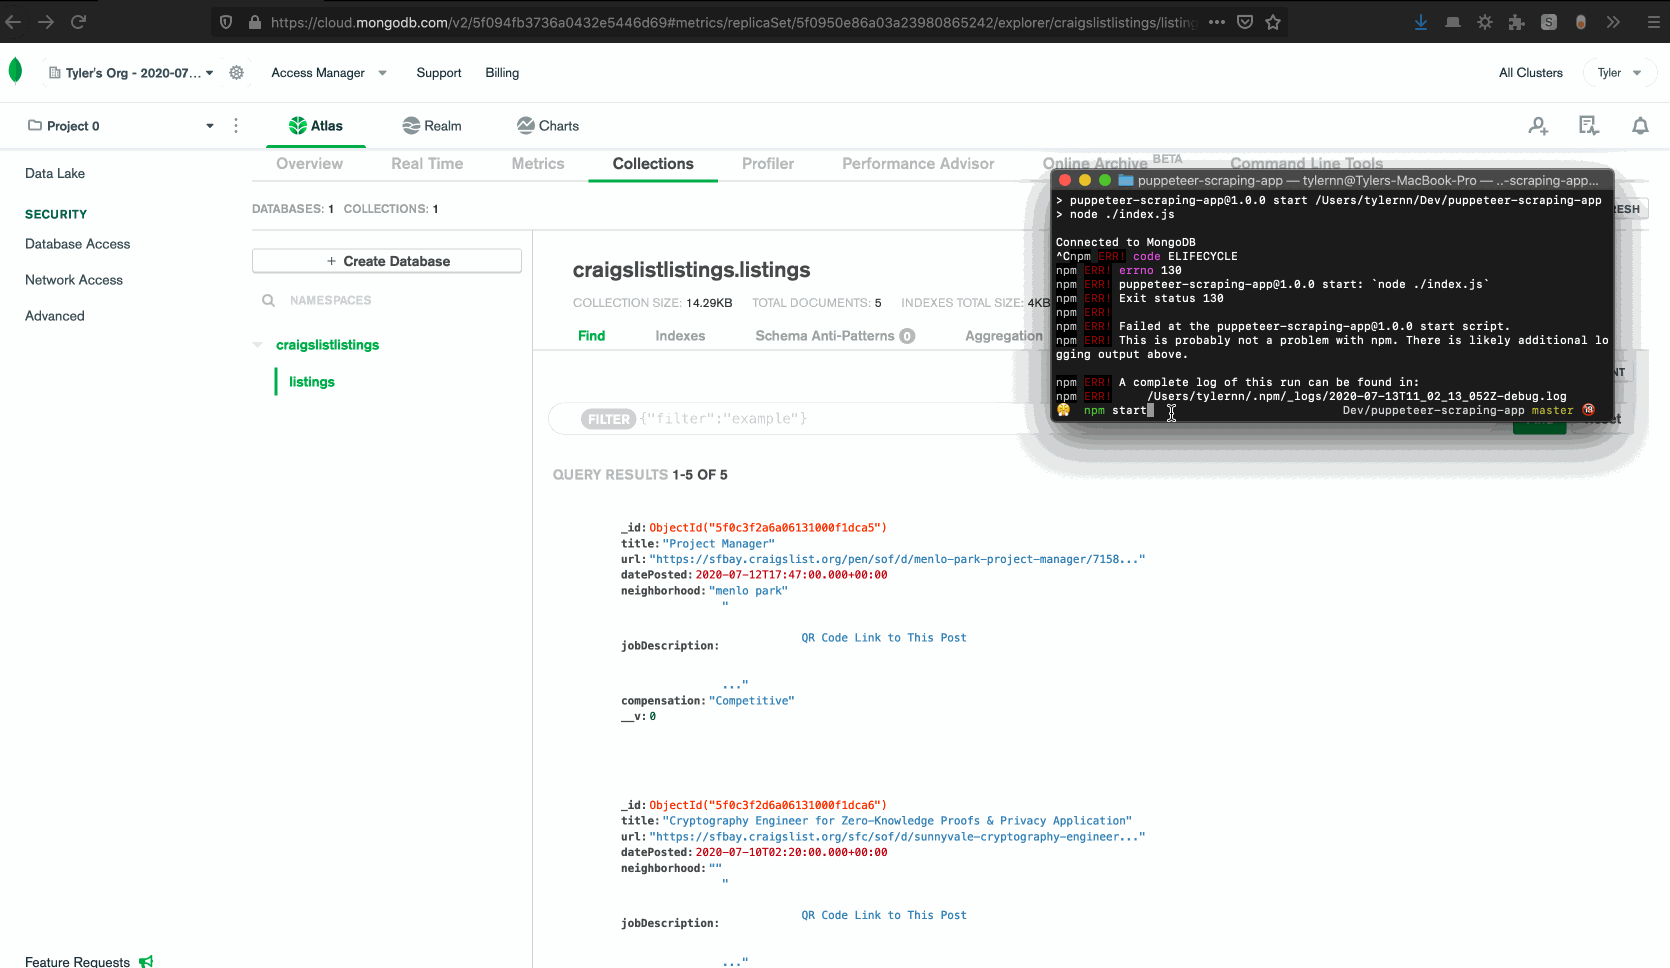 https://cloud.mongodb.com/v2/5f094fb3736a0432e5446d69#metrics/replicaSet/5f0950e86a03a23980865242/explorer/craigslistlistings/listing
Tyler's Org - 2020-07... Access Manager Support Billing All Clusters Tyler
Project 0 Atlas Realm Charts
Data Lake
SECURITY
Database Access
Network Access
Advanced
Feature Requests
Overview Real Time Metrics Collections Profiler Performance Advisor Online Archive BETA Command Line Tools
DATABASES: 1 COLLECTIONS: 1
+ Create Database
NAMESPACES
craigslistlistings
listings
craigslistlistings.listings
COLLECTION SIZE: 14.29KB TOTAL DOCUMENTS: 5 INDEXES TOTAL SIZE: 4KB
Find Indexes Schema Anti-Patterns 0 Aggregation
FILTER {"filter":"example"}
QUERY RESULTS 1-5 OF 5
_id: ObjectId("5f0c3f2a6a06131000f1dca5")
title: "Project Manager"
url: "https://sfbay.craigslist.org/pen/sof/d/menlo-park-project-manager/7158..."
datePosted: 2020-07-12T17:47:00.000+00:00
neighborhood: "menlo park"
"
QR Code Link to This Post
jobDescription:
..."
compensation: "Competitive"
__v: 0
_id: ObjectId("5f0c3f2d6a06131000f1dca6")
title: "Cryptography Engineer for Zero-Knowledge Proofs & Privacy Application"
url: "https://sfbay.craigslist.org/sfc/sof/d/sunnyvale-cryptography-engineer..."
datePosted: 2020-07-10T02:20:00.000+00:00
neighborhood: ""
"
QR Code Link to This Post
jobDescription:
..."
puppeteer-scraping-app — tylernn@Tylers-MacBook-Pro — ..-scraping-app...
> puppeteer-scraping-app@1.0.0 start /Users/tylernn/Dev/puppeteer-scraping-app
> node ./index.js
Connected to MongoDB
^Cnpm ERR! code ELIFECYCLE
npm ERR! errno 130
npm ERR! puppeteer-scraping-app@1.0.0 start: `node ./index.js`
npm ERR! Exit status 130
npm ERR!
npm ERR! Failed at the puppeteer-scraping-app@1.0.0 start script.
npm ERR! This is probably not a problem with npm. There is likely additional lo
gging output above.
npm ERR! A complete log of this run can be found in:
npm ERR! /Users/tylernn/.npm/_logs/2020-07-13T11_02_13_052Z-debug.log
npm start Dev/puppeteer-scraping-app master